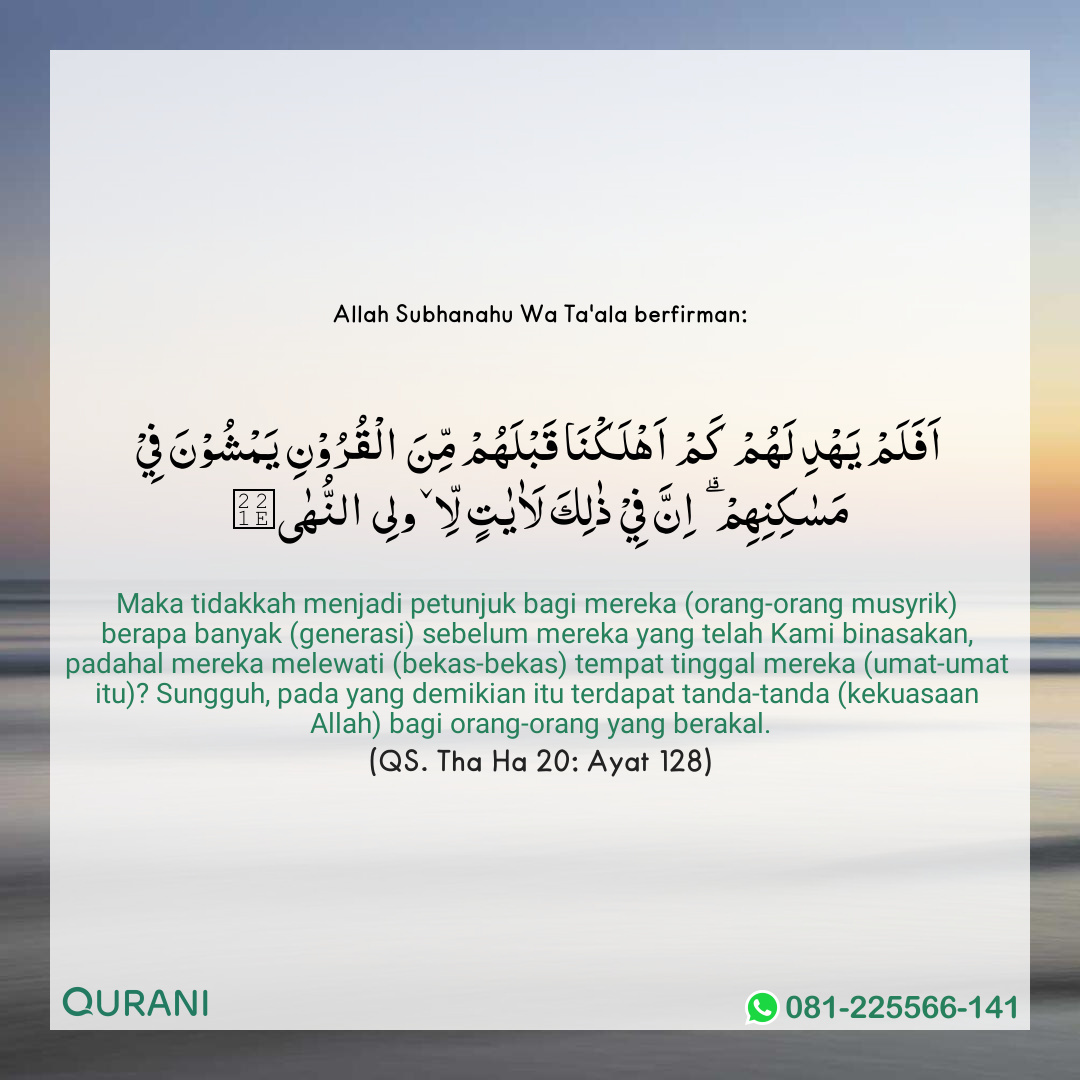 Allah Subhanahu Wa Ta'ala berfirman:
اَفَلَمْ يَهْدِ لَهُمْ كَمْ اَهْلَكْنَا قَبْلَهُمْ مِّنَ الْقُرُوْنِ يَمْشُوْنَ فِيْ
مَسٰكِنِهِمْ ۗ اِنَّ فِيْ ذٰلِكَ لَاٰيٰتٍ لِّاˇولِى النُّهٰى
Maka tidakkah menjadi petunjuk bagi mereka (orang-orang musyrik)
berapa banyak (generasi) sebelum mereka yang telah Kami binasakan,
padahal mereka melewati (bekas-bekas) tempat tinggal mereka (umat-umat
itu)? Sungguh, pada yang demikian itu terdapat tanda-tanda (kekuasaan
Allah) bagi orang-orang yang berakal.
(QS. Tha Ha 20: Ayat 128)
QURANI
081-225566-141